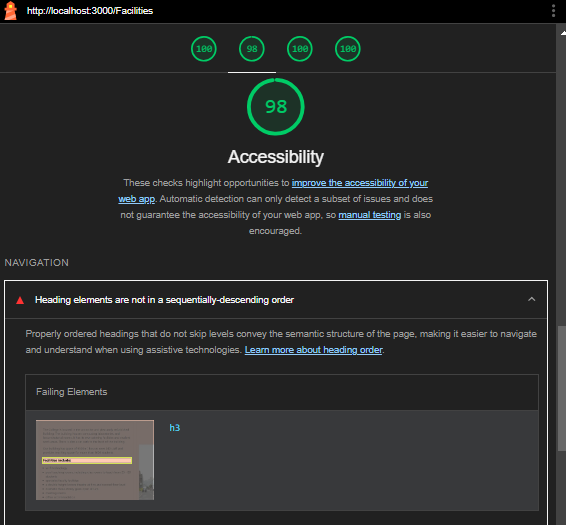 http://localhost:3000/Facilities
100 98 100 100
98
Accessibility
These checks highlight opportunities to improve the accessibility of your
web app. Automatic detection can only detect a subset of issues and does
not guarantee the accessibility of your web app, so manual testing is also
encouraged.
NAVIGATION
Heading elements are not in a sequentially-descending order
Properly ordered headings that do not skip levels convey the semantic structure of the page, making it easier to navigate
and understand when using assistive technologies. Learn more about heading order.
Failing Elements
h3